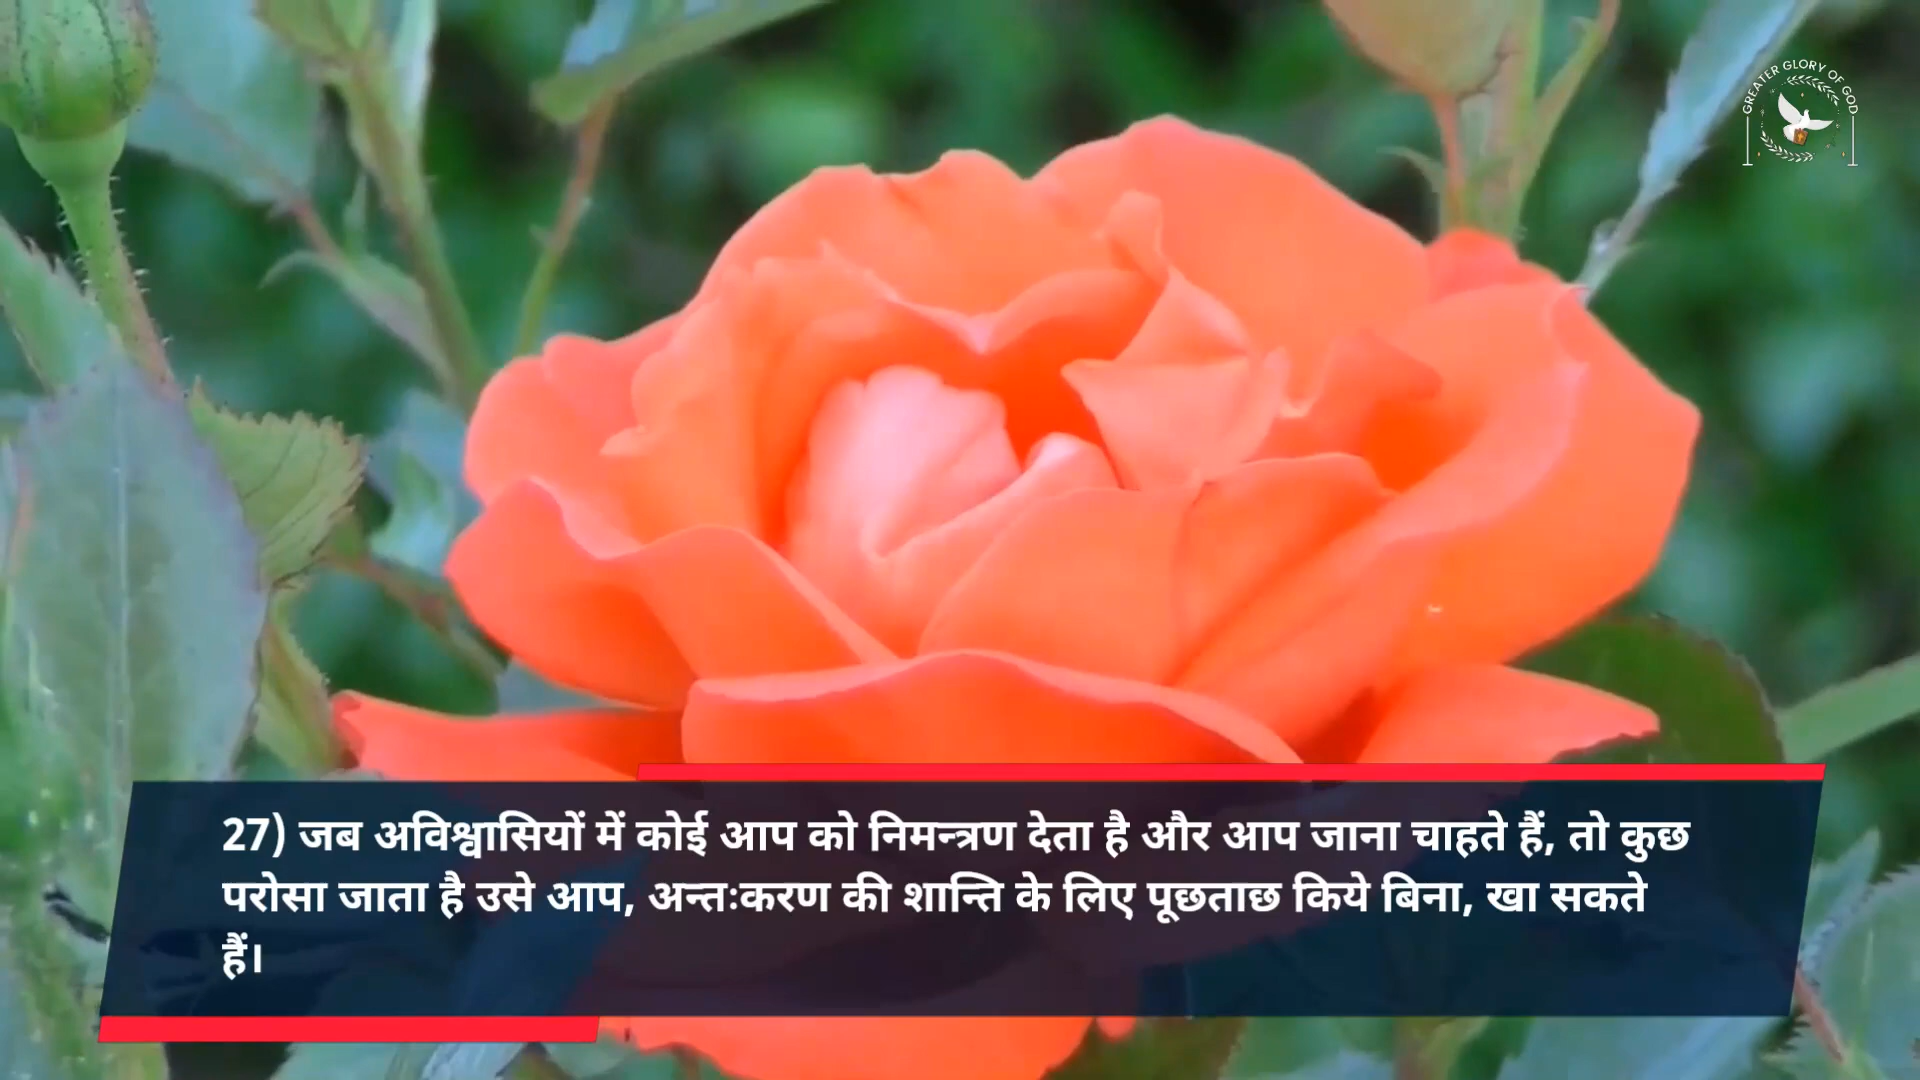 GREATER GLORY OF GOD
27) जब अविश्वासियों में कोई आप को निमन्त्रण देता है और आप जाना चाहते हैं, तो कुछ
परोसा जाता है उसे आप, अन्तःकरण की शान्ति के लिए पूछताछ किये बिना, खा सकते
हैं।